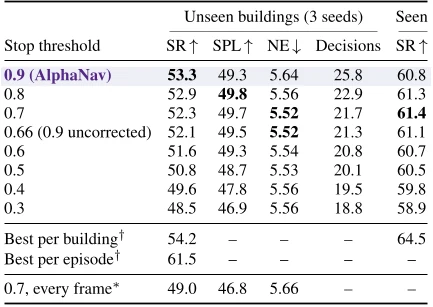 Unseen buildings (3 seeds) Seen
Stop threshold SR↑ SPL↑ NE↓ Decisions SR↑
0.9 (AlphaNav) 53.3 49.3 5.64 25.8 60.8
0.8 52.9 49.8 5.56 22.9 61.3
0.7 52.3 49.7 5.52 21.7 61.4
0.66 (0.9 uncorrected) 52.1 49.5 5.52 21.3 61.1
0.6 51.6 49.3 5.54 20.8 60.7
0.5 50.8 48.7 5.53 20.1 60.5
0.4 49.6 47.8 5.56 19.5 59.8
0.3 48.5 46.9 5.56 18.8 58.9
Best per building† 54.2 – – – 64.5
Best per episode† 61.5 – – – –
0.7, every frame* 49.0 46.8 5.66 – –